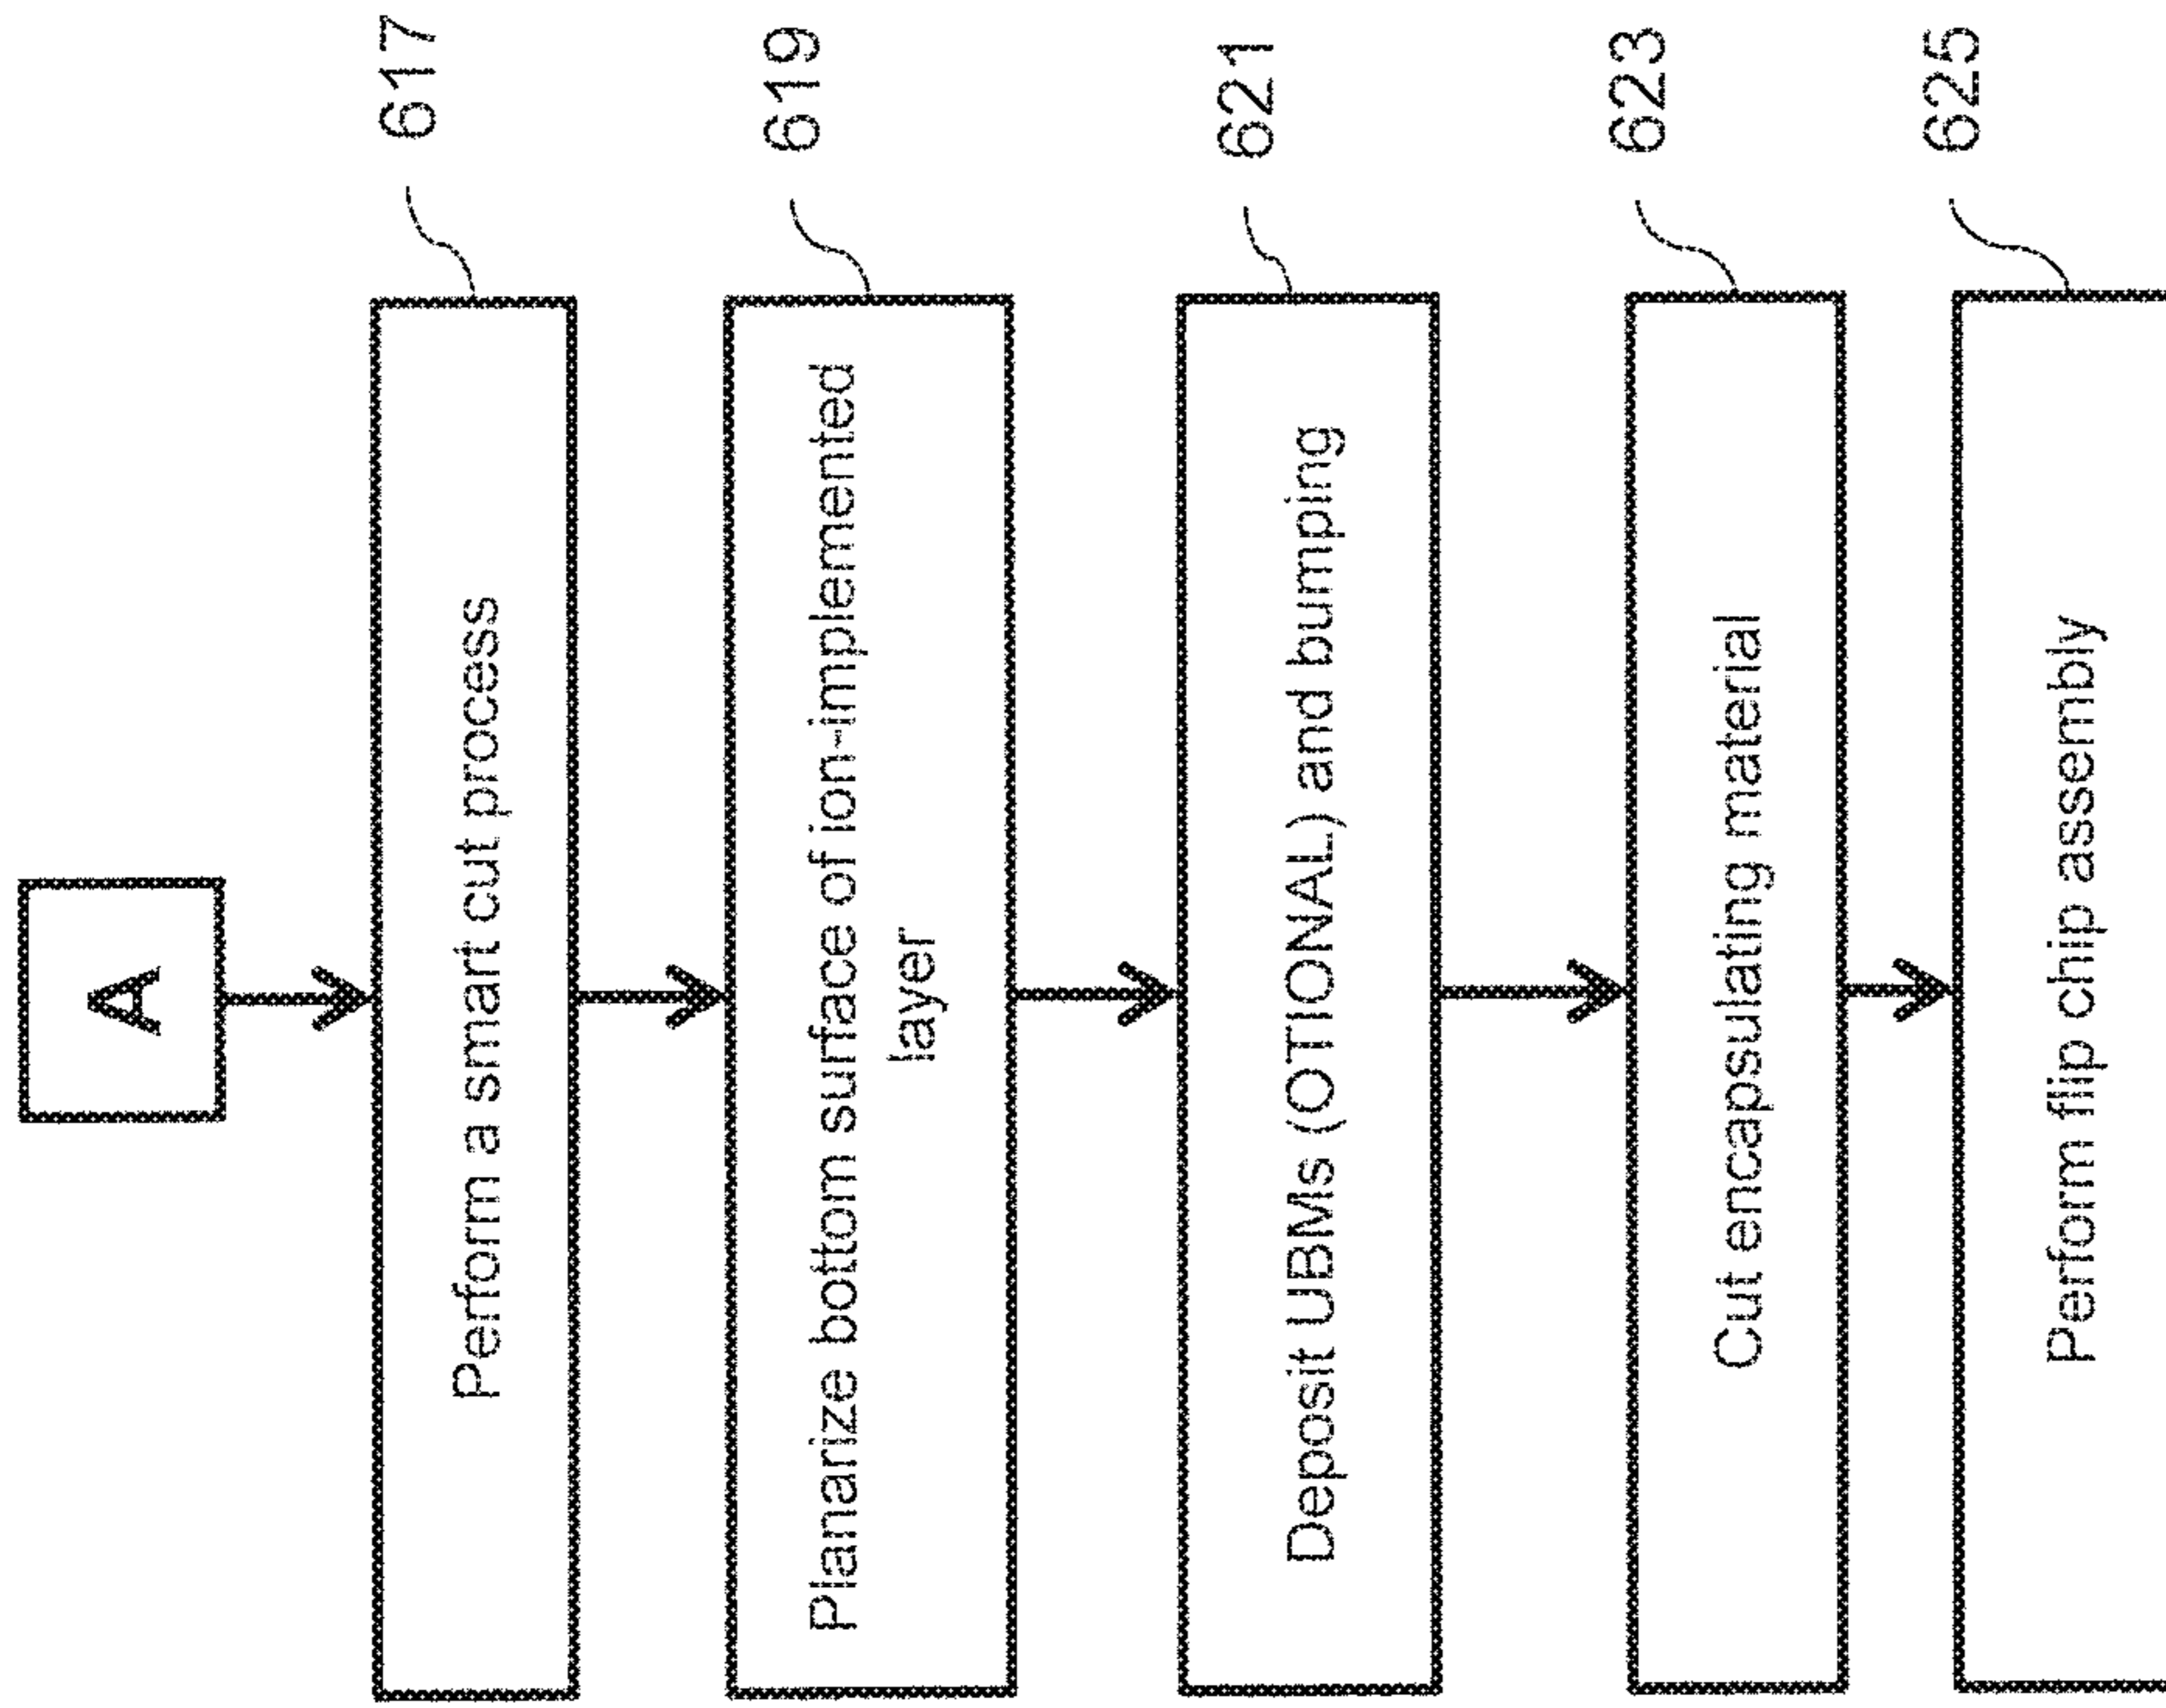 A
Perform a smart cut process
617
Planarize bottom surface of ion-implemented
layer
619
Deposit UBMs (OTIONAL) and bumping
621
Cut encapsulating material
623
Perform flip chip assembly
625